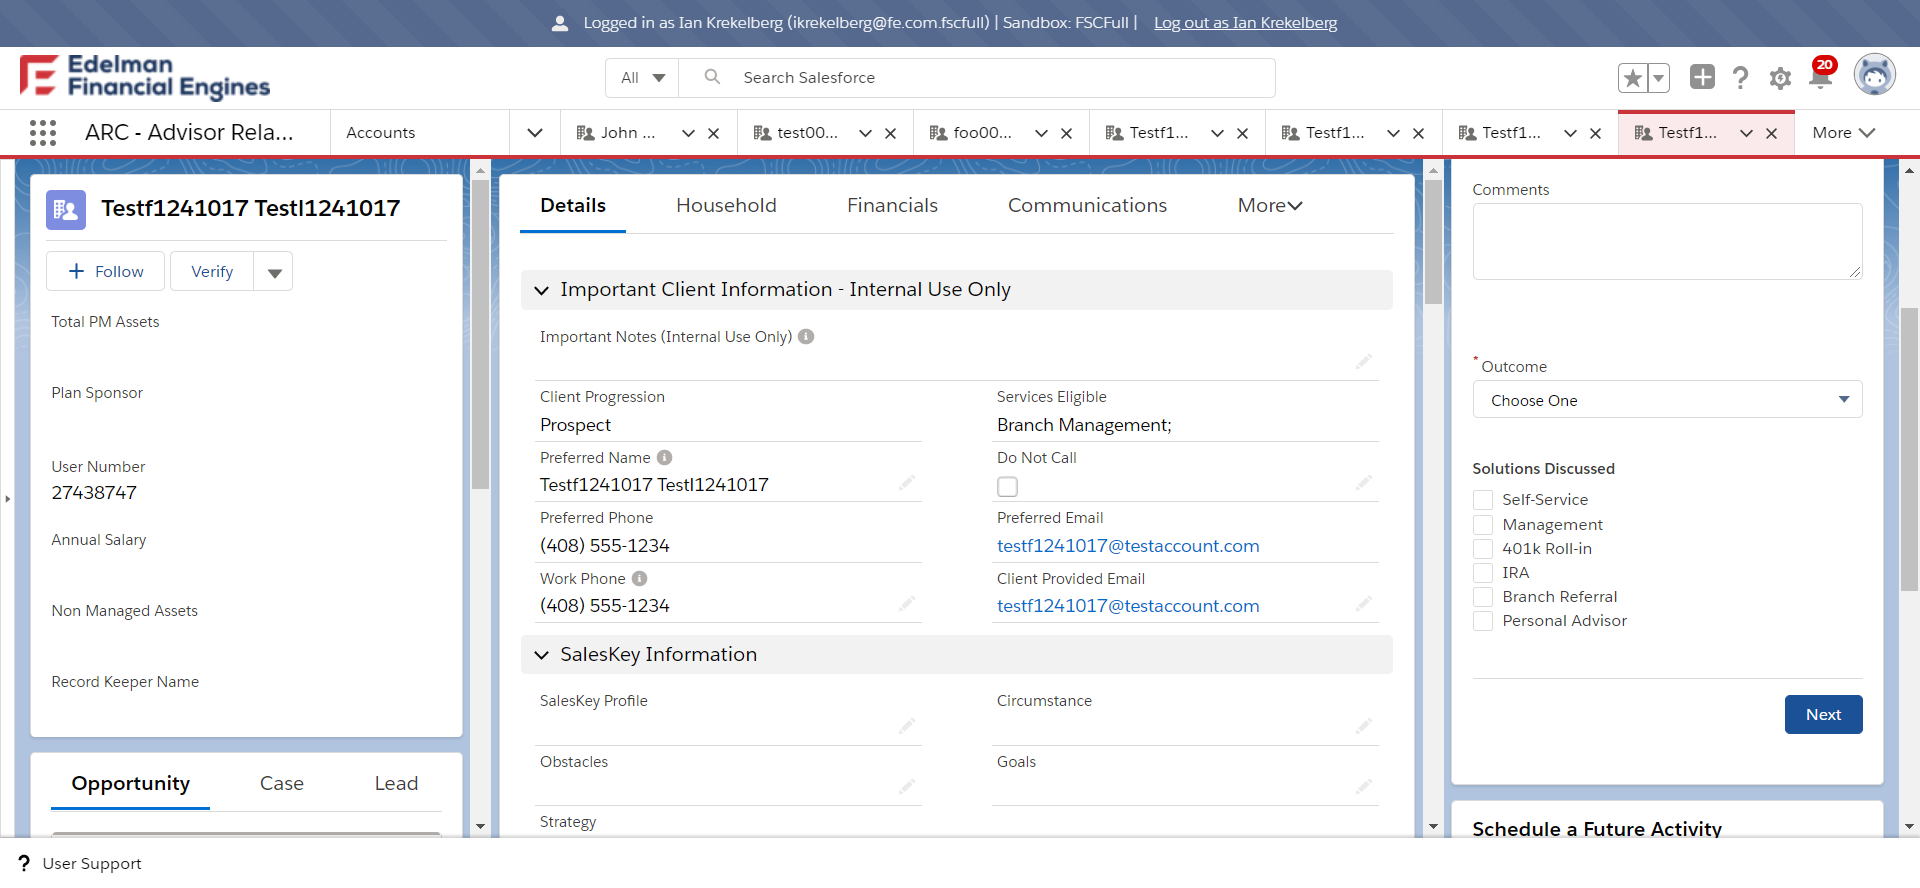 Logged in as Ian Krekelberg (ikrekelberg@fe.com.fscfull) | Sandbox: FSCFull | Log out as Ian Krekelberg
Edelman
Financial Engines
All
Search Salesforce
20
ARC - Advisor Rela...
Accounts
John ...
test00...
foo00...
Testf1...
Testf1...
Testf1...
Testf1...
More
Testf1241017 Testl1241017
Follow
Verify
Total PM Assets
Plan Sponsor
User Number
27438747
Annual Salary
Non Managed Assets
Record Keeper Name
Opportunity
Case
Lead
Details
Household
Financials
Communications
More
Important Client Information - Internal Use Only
Important Notes (Internal Use Only)
Client Progression
Prospect
Services Eligible
Branch Management;
Preferred Name
Testf1241017 Testl1241017
Do Not Call
Preferred Phone
(408) 555-1234
Preferred Email
testf1241017@testaccount.com
Work Phone
(408) 555-1234
Client Provided Email
testf1241017@testaccount.com
SalesKey Information
SalesKey Profile
Circumstance
Obstacles
Goals
Strategy
Comments
* Outcome
Choose One
Solutions Discussed
Self-Service
Management
401k Roll-in
IRA
Branch Referral
Personal Advisor
Next
Schedule a Future Activity
? User Support